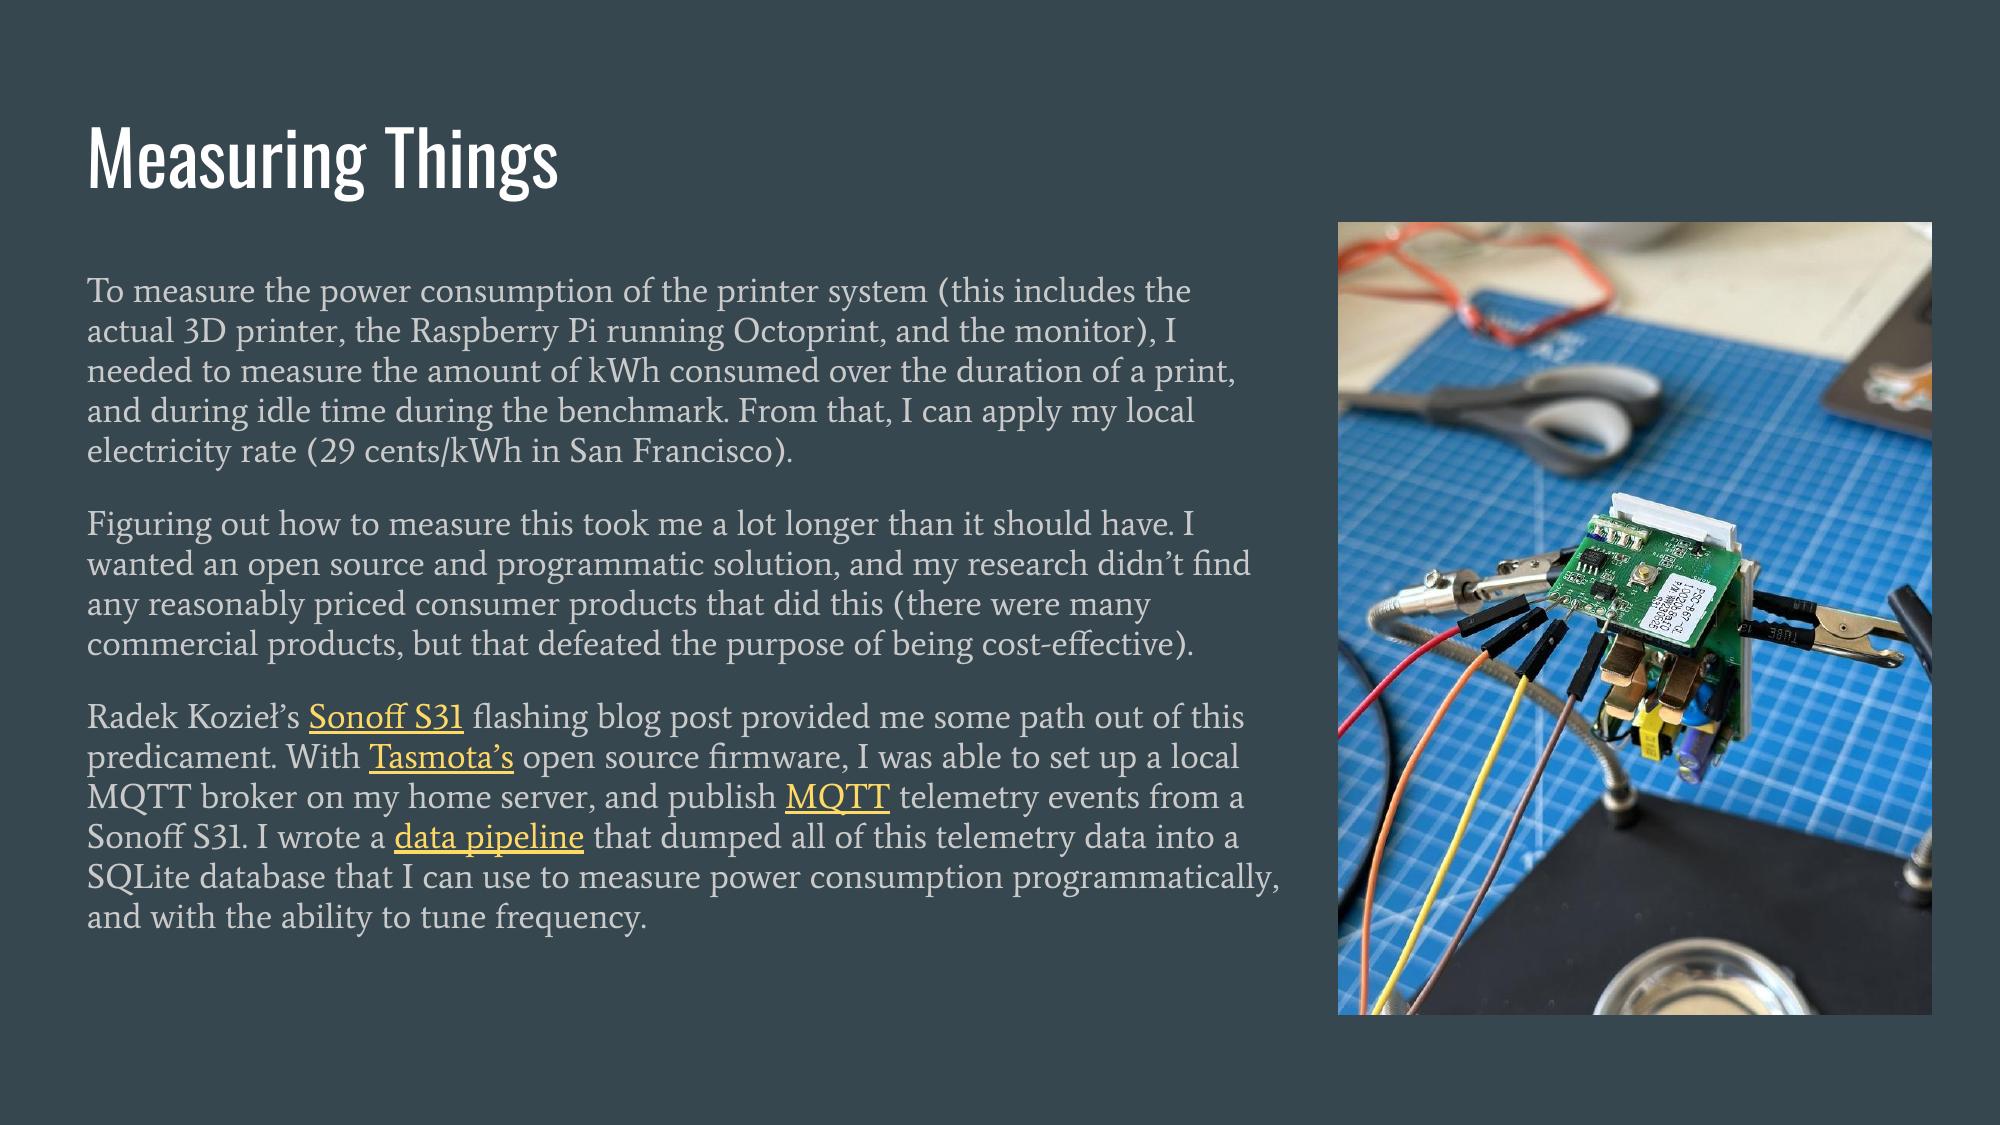 Measuring Things
To measure the power consumption of the printer system (this includes the
actual 3D printer, the Raspberry Pi running Octoprint, and the monitor), I
needed to measure the amount of kWh consumed over the duration of a print,
and during idle time during the benchmark. From that, I can apply my local
electricity rate (29 cents/kWh in San Francisco).
Figuring out how to measure this took me a lot longer than it should have. I
wanted an open source and programmatic solution, and my research didn’t find
any reasonably priced consumer products that did this (there were many
commercial products, but that defeated the purpose of being cost-effective).
Radek Kozieł’s Sonoff S31 flashing blog post provided me some path out of this
predicament. With Tasmota’s open source firmware, I was able to set up a local
MQTT broker on my home server, and publish MQTT telemetry events from a
Sonoff S31. I wrote a data pipeline that dumped all of this telemetry data into a
SQLite database that I can use to measure power consumption programmatically,
and with the ability to tune frequency.